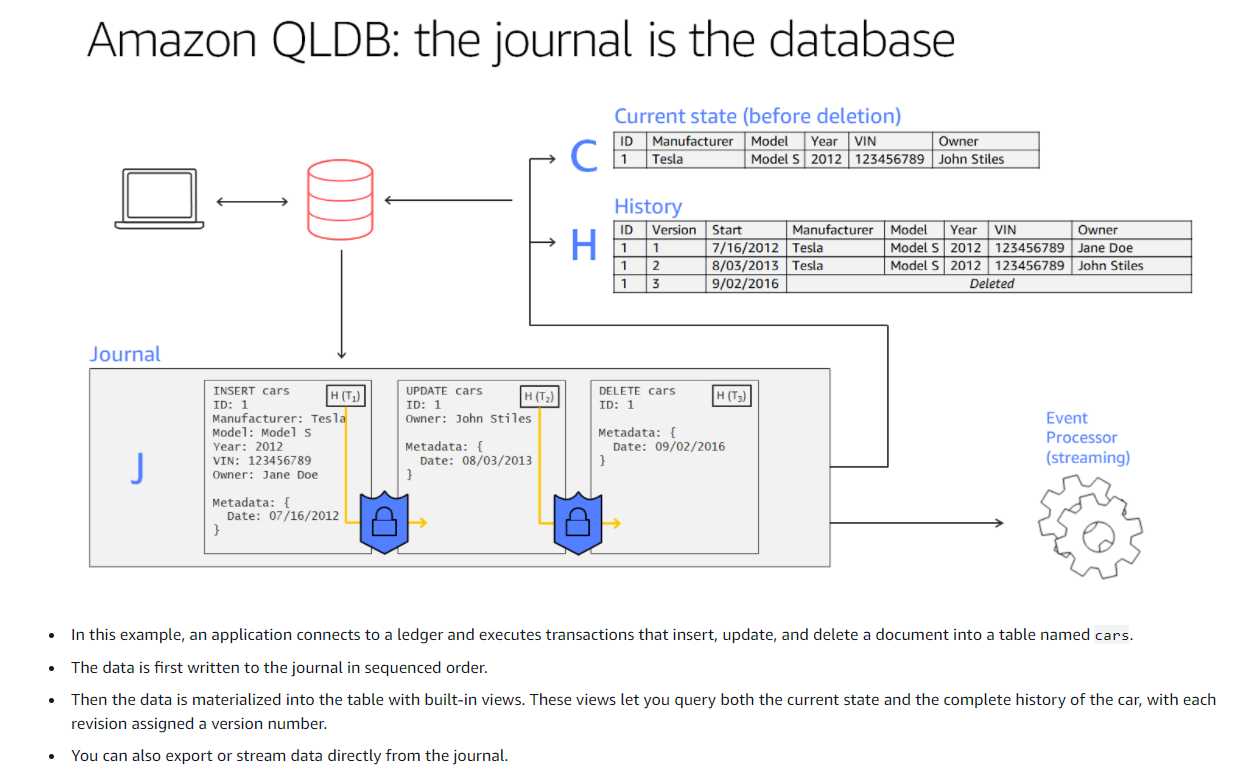 Amazon QLDB: the journal is the database
Current state (before deletion)
C
ID Manufacturer Model Year VIN Owner
1 Tesla Model S 2012 123456789 John Stiles
History
H
ID Version Start Manufacturer Model Year VIN Owner
1 1 7/16/2012 Tesla Model S 2012 123456789 Jane Doe
1 2 8/03/2013 Tesla Model S 2012 123456789 John Stiles
1 3 9/02/2016 Deleted
Journal
J
INSERT cars
H (T₁)
ID: 1
Manufacturer: Tesla
Model: Model S
Year: 2012
VIN: 123456789
Owner: Jane Doe
Metadata: {
Date: 07/16/2012
}
UPDATE cars
H (T₂)
ID: 1
Owner: John Stiles
Metadata: {
Date: 08/03/2013
}
DELETE cars
H (T₃)
ID: 1
Metadata: {
Date: 09/02/2016
}
Event
Processor
(streaming)
• In this example, an application connects to a ledger and executes transactions that insert, update, and delete a document into a table named cars.
• The data is first written to the journal in sequenced order.
• Then the data is materialized into the table with built-in views. These views let you query both the current state and the complete history of the car, with each
revision assigned a version number.
• You can also export or stream data directly from the journal.